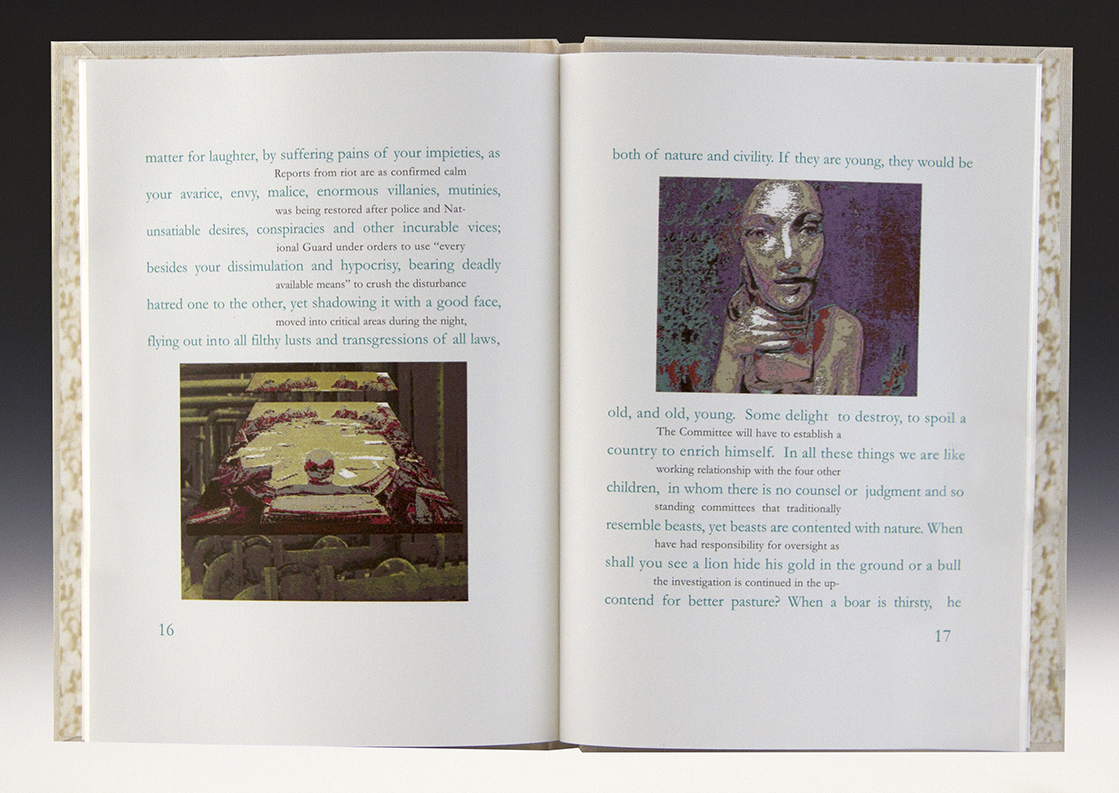 matter for laughter, by suffering pains of your impieties, as
Reports from riot are as confirmed calm
your avarice, envy, malice, enormous villanies, mutinies,
was being restored after police and Nat-
unsatiable desires, conspiracies and other incurable vices;
ional Guard under orders to use “every
besides your dissimulation and hypocrisy, bearing deadly
available means” to crush the disturbance
hatred one to the other, yet shadowing it with a good face,
moved into critical areas during the night,
flying out into all filthy lusts and transgressions of all laws,
16
both of nature and civility. If they are young, they would be
old, and old, young. Some delight to destroy, to spoil a
The Committee will have to establish a
country to enrich himself. In all these things we are like
working relationship with the four other
children, in whom there is no counsel or judgment and so
standing committees that traditionally
resemble beasts, yet beasts are contented with nature. When
have had responsibility for oversight as
shall you see a lion hide his gold in the ground or a bull
the investigation is continued in the up-
contend for better pasture? When a boar is thirsty, he
17